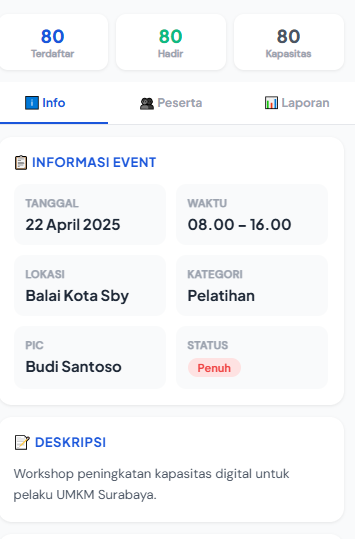 80
Terdaftar
80
Hadir
80
Kapasitas
Info
Peserta
Laporan
INFORMASI EVENT
TANGGAL
22 April 2025
WAKTU
08.00 – 16.00
LOKASI
Balai Kota Sby
KATEGORI
Pelatihan
PIC
Budi Santoso
STATUS
Penuh
DESKRIPSI
Workshop peningkatan kapasitas digital untuk
pelaku UMKM Surabaya.